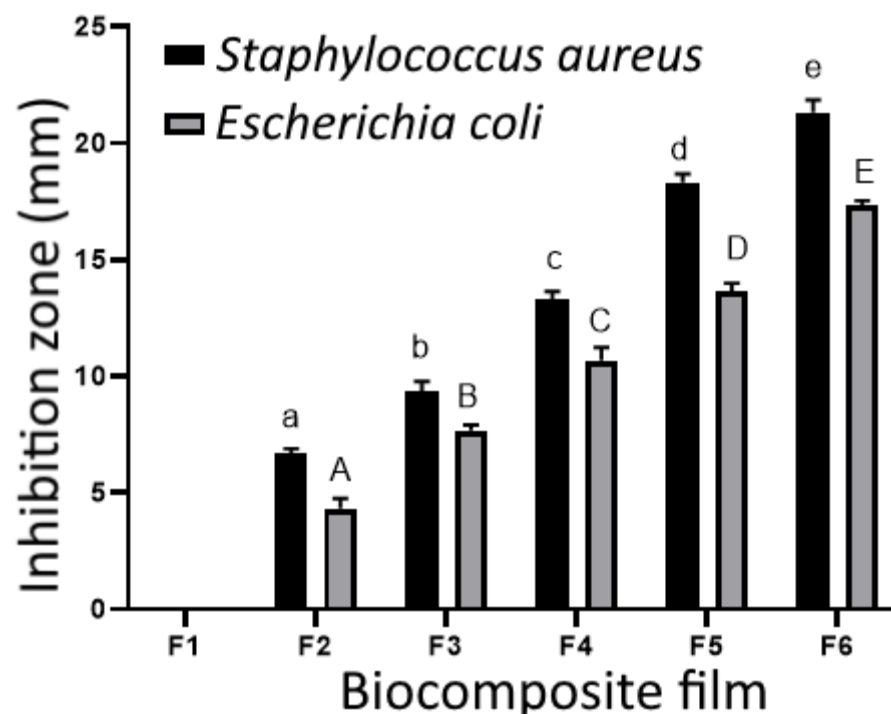 25
20
15
10
5
0
Inhibition zone (mm)
Staphylococcus aureus
Escherichia coli
a
A
b
B
c
C
d
D
e
E
F1 F2 F3 F4 F5 F6
Biocomposite film